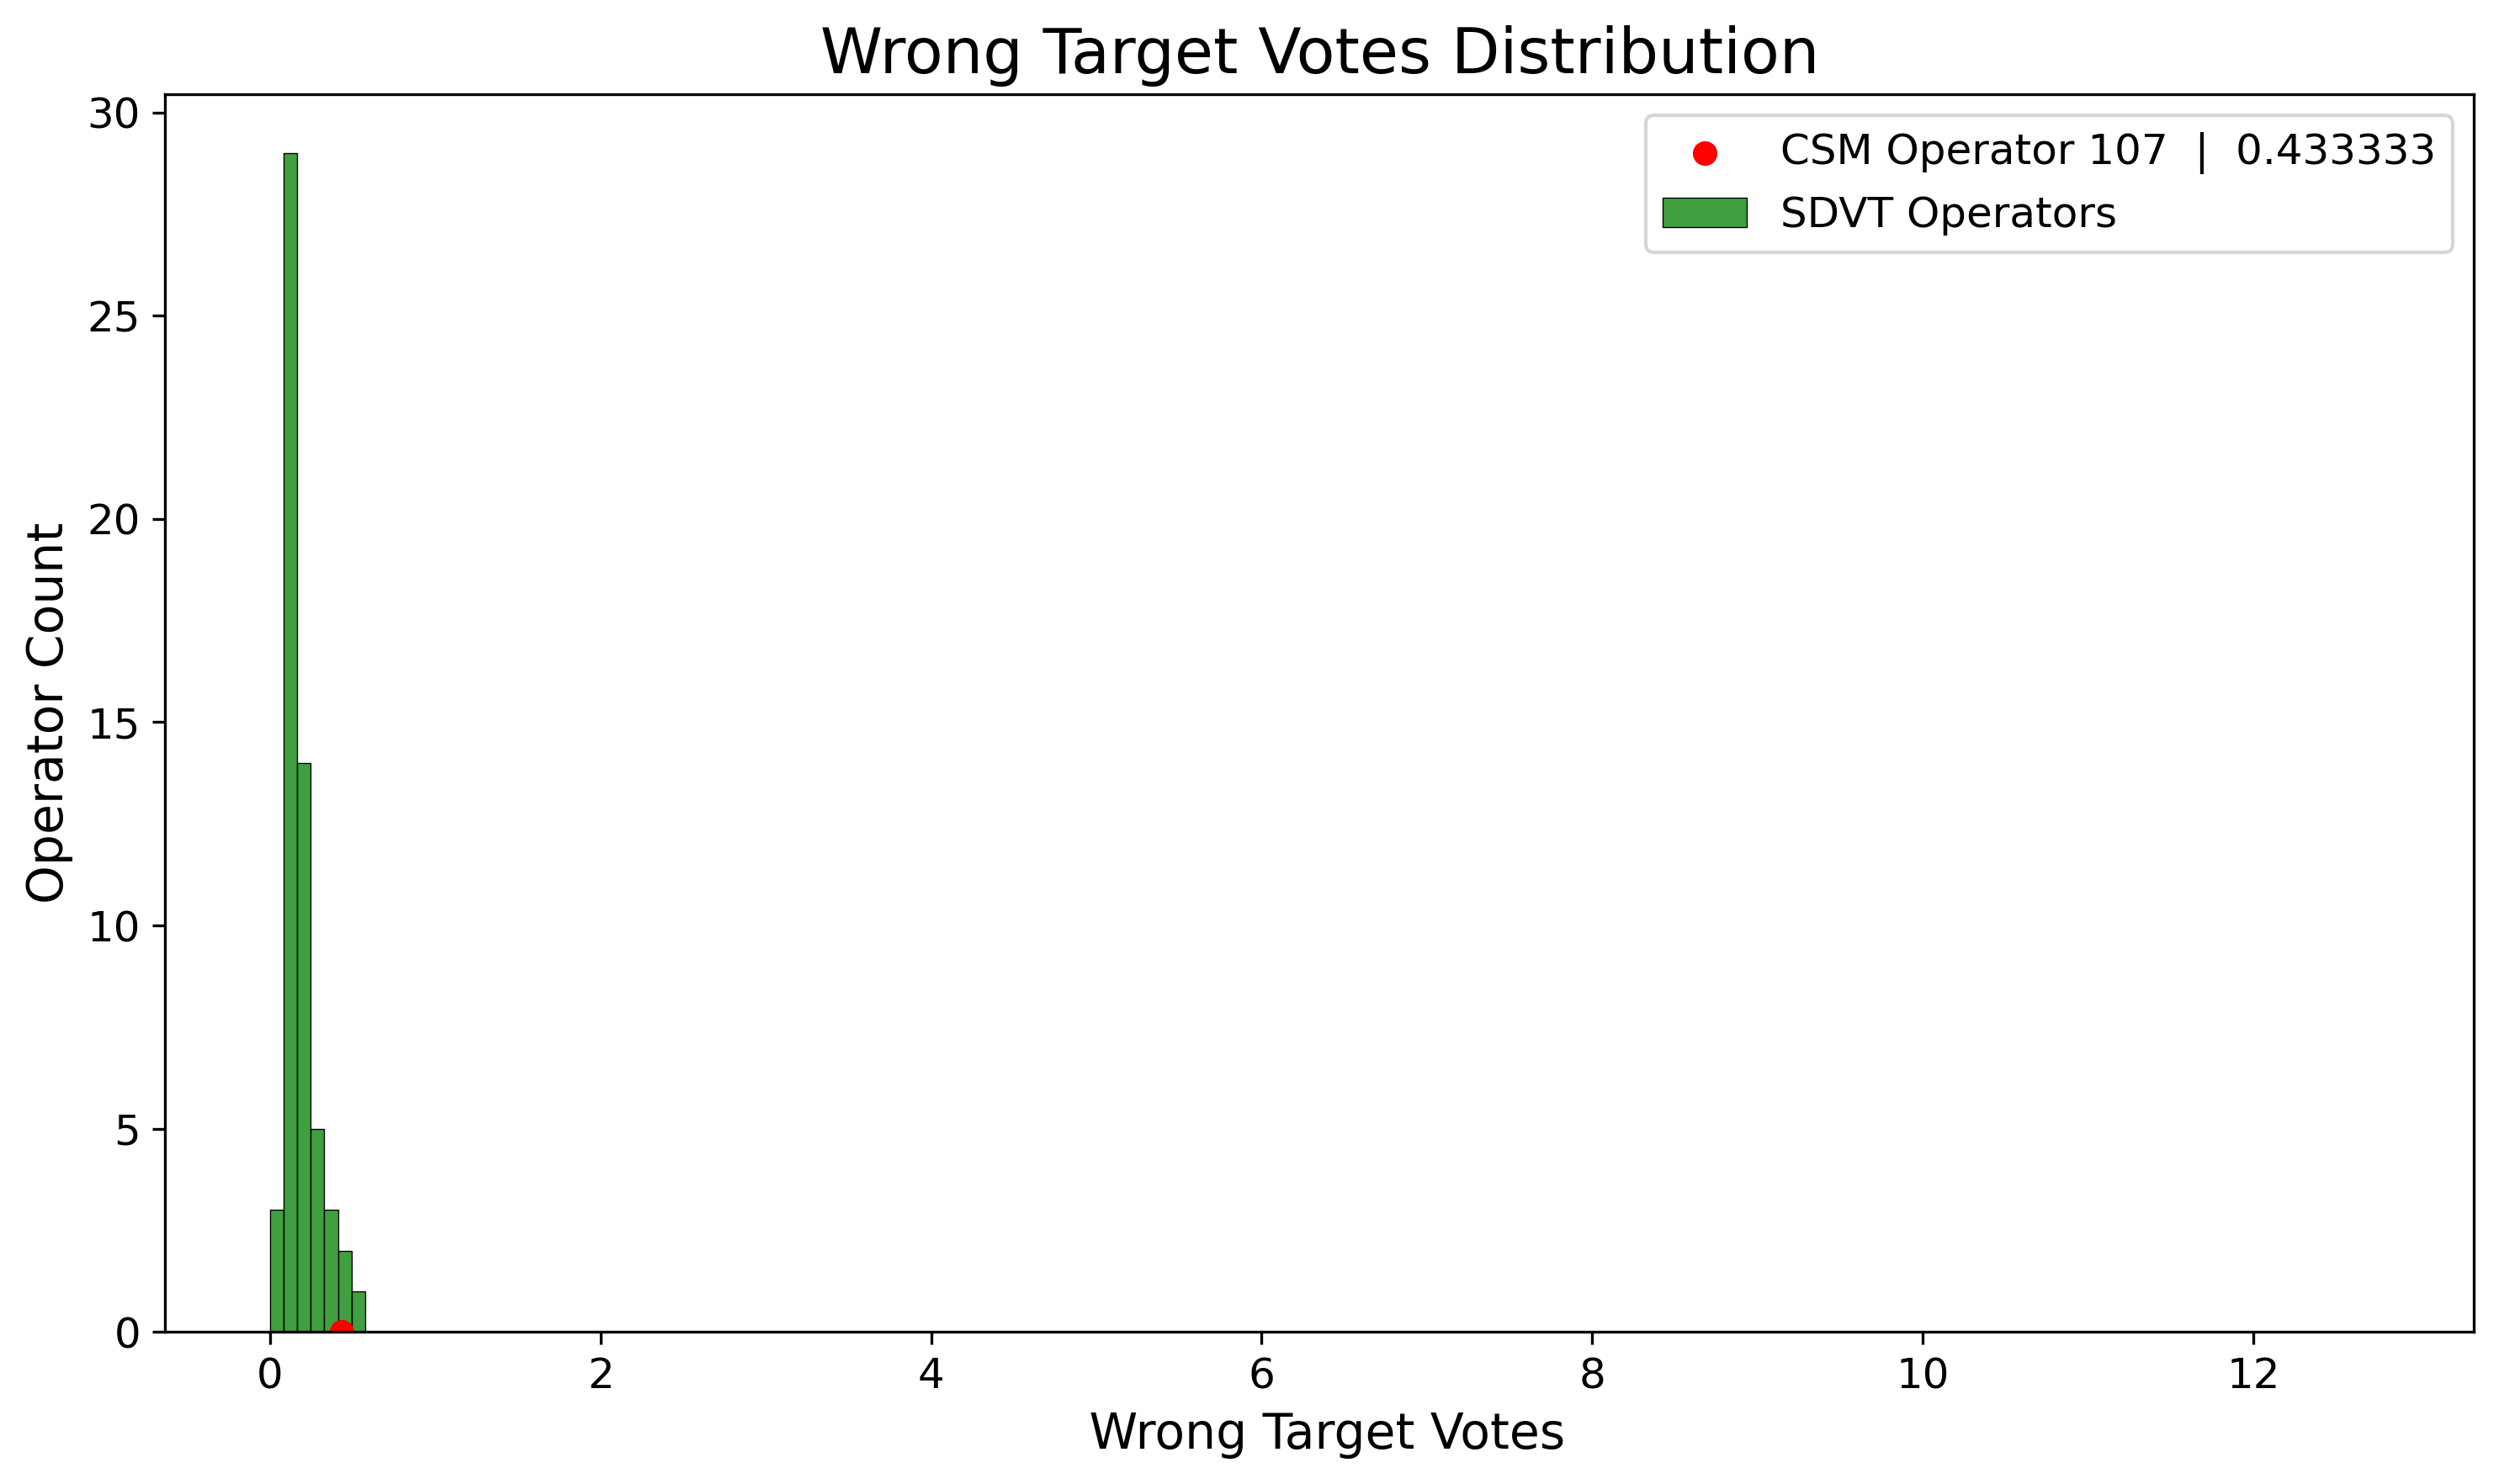 Wrong Target Votes Distribution
CSM Operator 107 | 0.433333
SDVT Operators
Operator Count
30
25
20
15
10
5
0
0 2 4 6 8 10 12
Wrong Target Votes